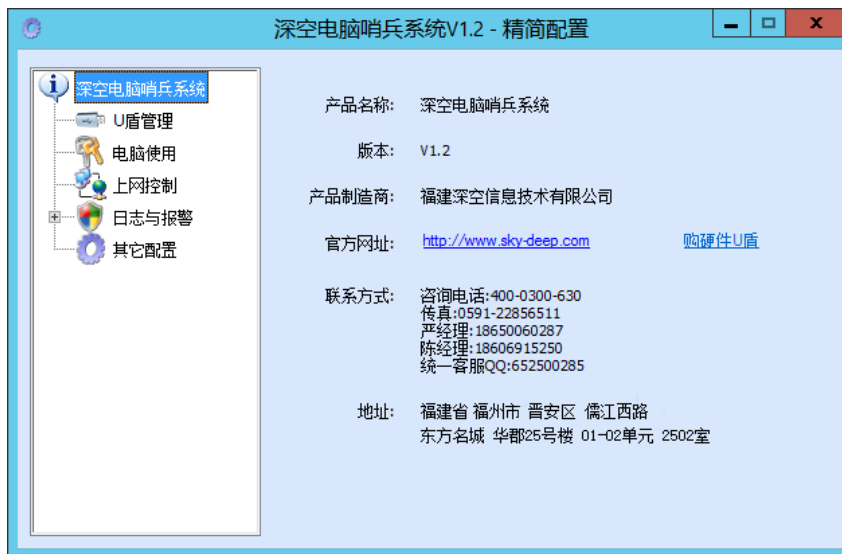 深空电脑哨兵系统V1.2 - 精简配置
深空电脑哨兵系统
U盾管理
电脑使用
上网控制
日志与报警
其它配置
产品名称: 深空电脑哨兵系统
版本: V1.2
产品制造商: 福建深空信息技术有限公司
官方网址: http://www.sky-deep.com 购硬件U盾
联系方式: 咨询电话:400-0300-630
传真:0591-22856511
严经理:18650060287
陈经理:18606915250
统一客服QQ:652500285
地址: 福建省 福州市 晋安区 儒江西路
东方名城 华郡25号楼 01-02单元 2502室